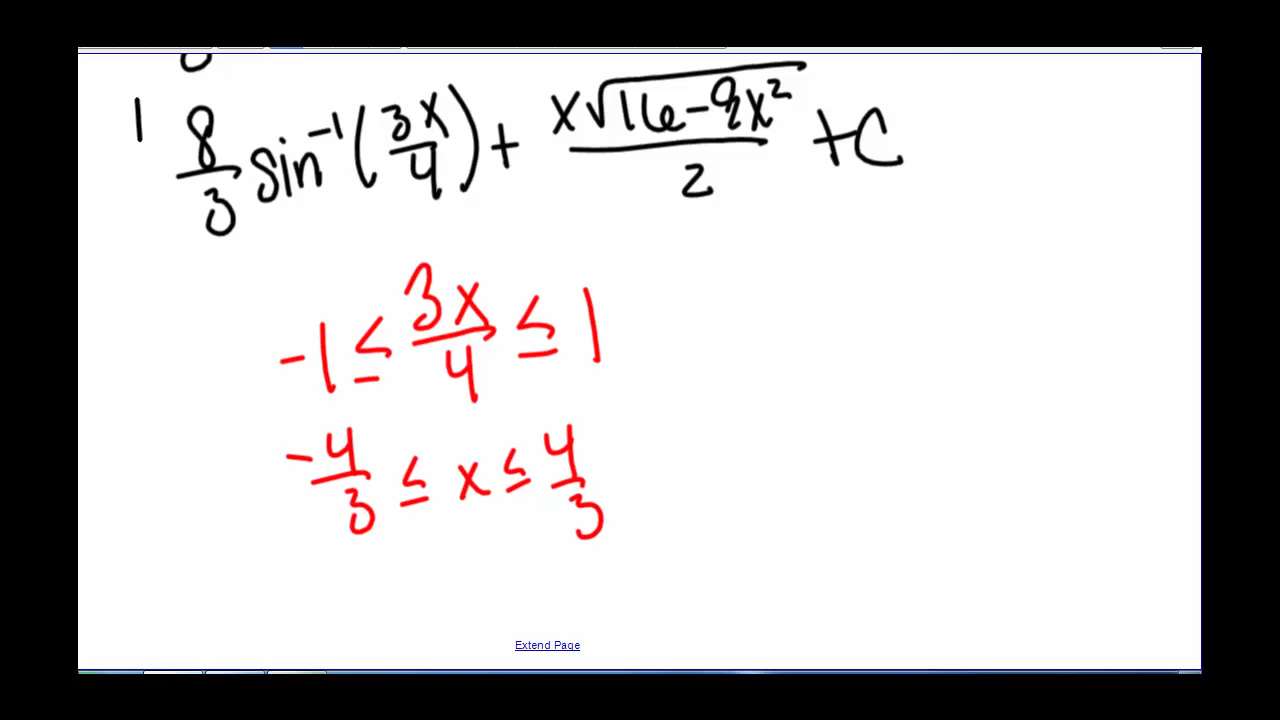 1 8/3 sin⁻¹(3x/4) + x√(16-9x²)/2 + C
-1 ≤ 3x/4 ≤ 1
-4/3 ≤ x ≤ 4/3
Extend Page